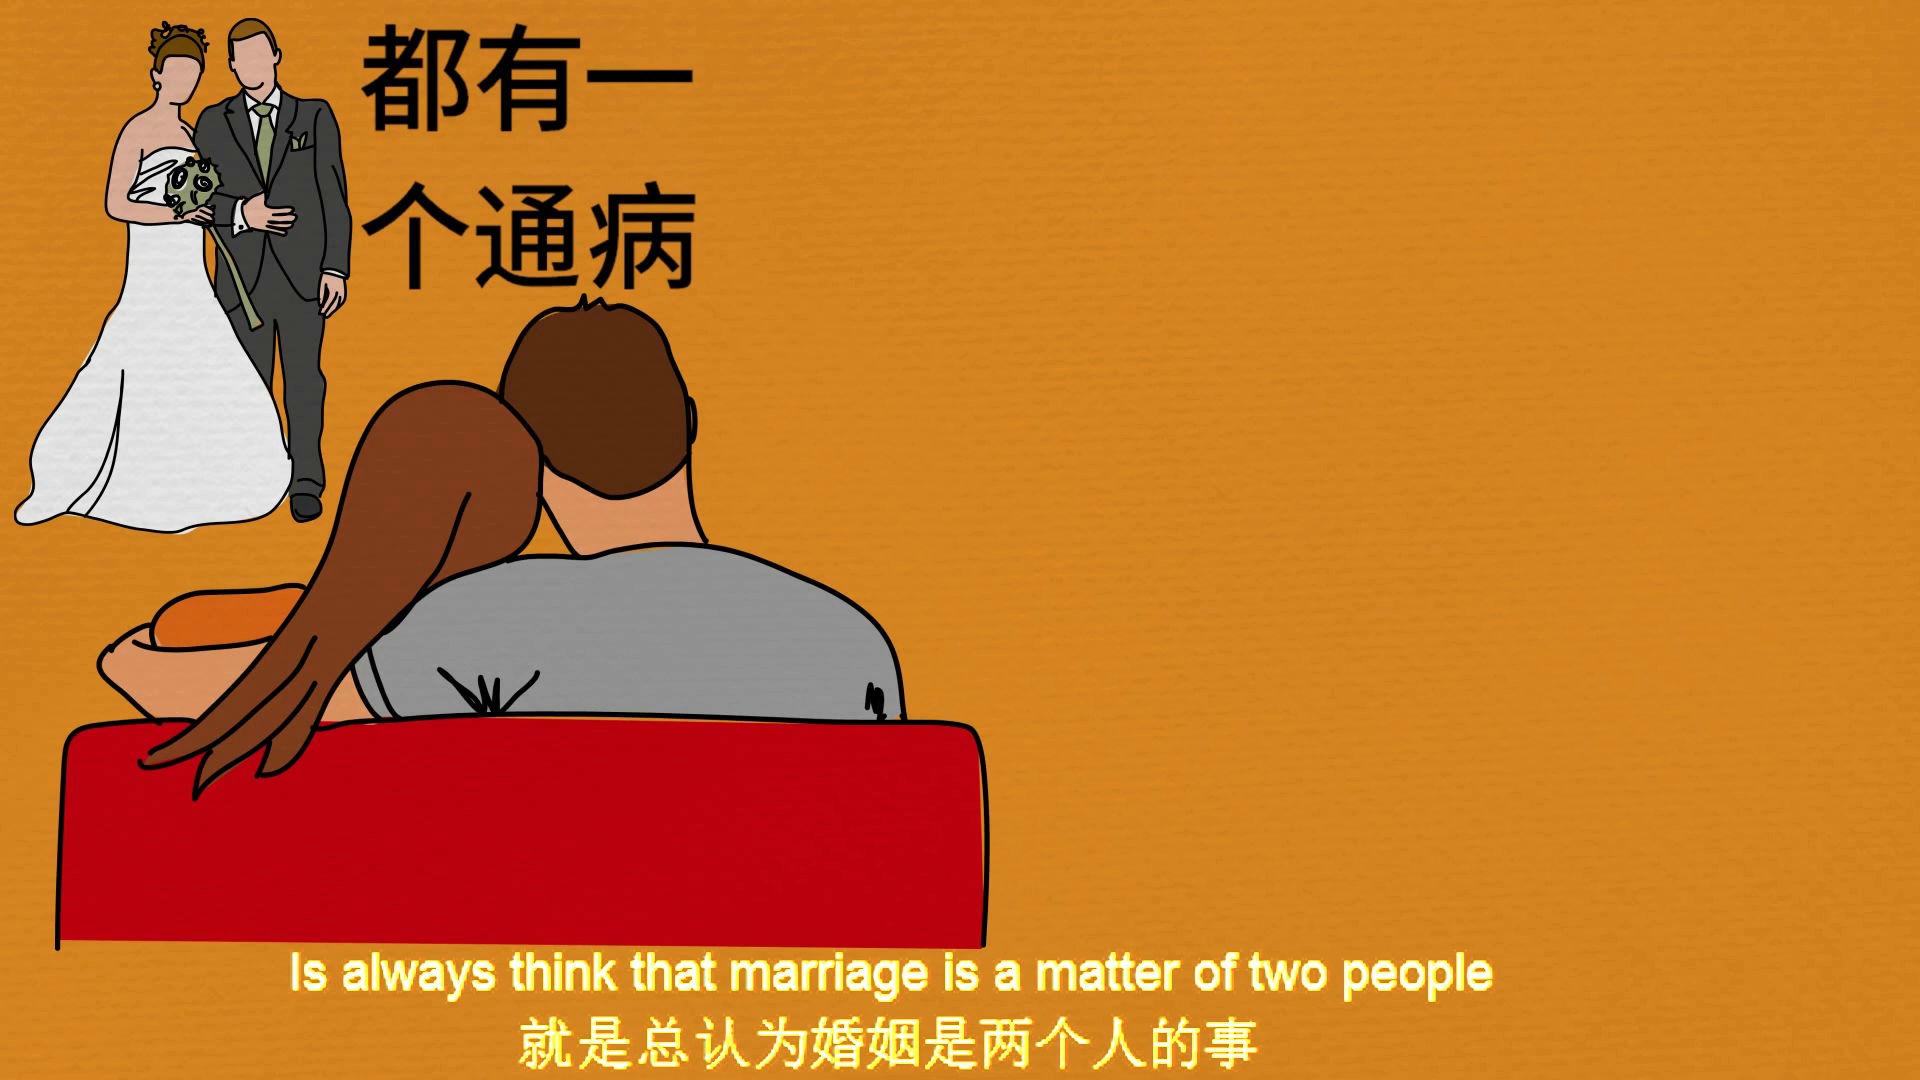 都有一
个通病
Is always think that marriage is a matter of two people
就是总认为婚姻是两个人的事